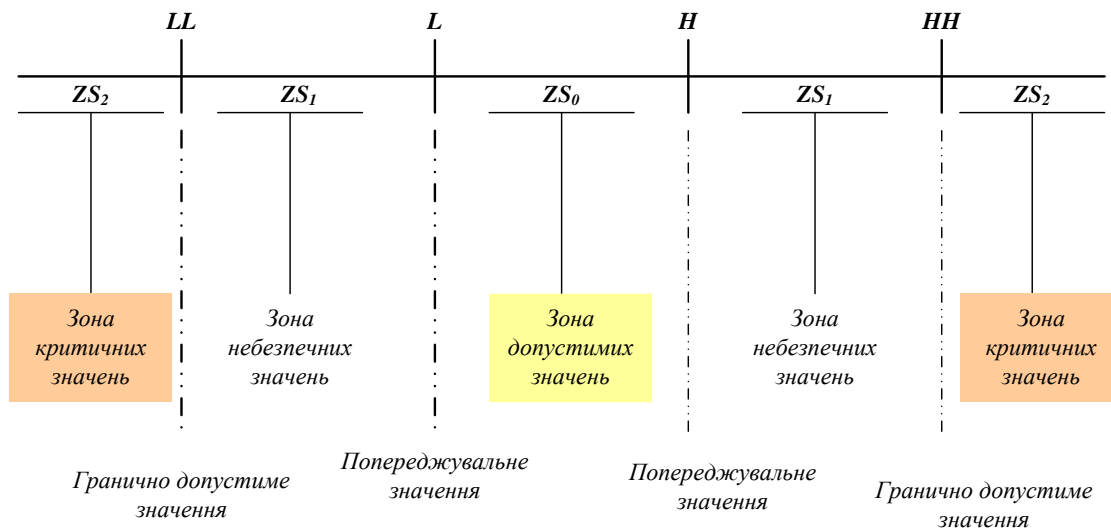 LL L H HH
ZS2 ZS1 ZS0 ZS1 ZS2
Зона
критичних
значень
Зона
небезпечних
значень
Зона
допустимих
значень
Зона
небезпечних
значень
Зона
критичних
значень
Гранично допустиме
значення
Попереджувальне
значення
Попереджувальне
значення
Гранично допустиме
значення